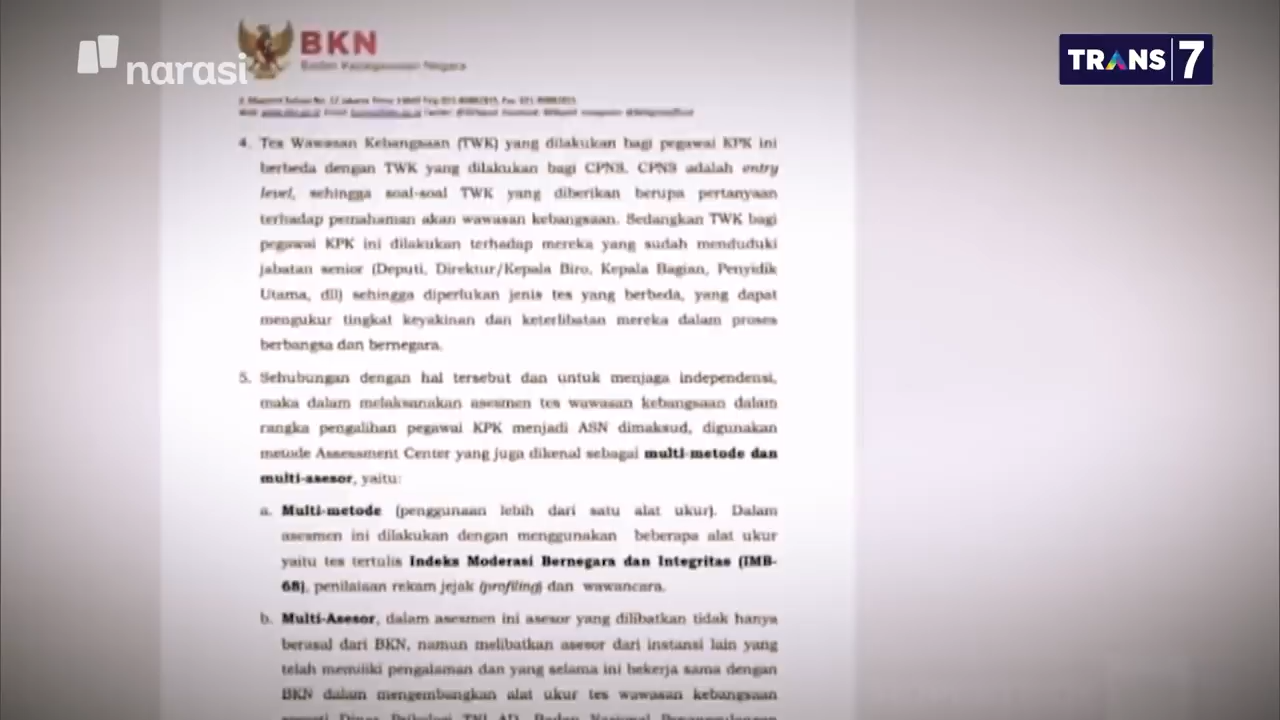 narasi
TRANS 7
BKN
Badan Kepegawaian Negara
4. Tes Wawasan Kebangsaan (TWK) yang dilakukan bagi pegawai KPK ini
berbeda dengan TWK yang dilakukan bagi CPNS. CPNS adalah entry
level, sehingga soal-soal TWK yang diberikan berupa pertanyaan
terhadap pemahaman akan wawasan kebangsaan. Sedangkan TWK bagi
pegawai KPK ini dilakukan terhadap mereka yang sudah menduduki
jabatan senior (Deputi, Direktur/Kepala Biro, Kepala Bagian, Penyidik
Utama, dll) sehingga diperlukan jenis tes yang berbeda, yang dapat
mengukur tingkat keyakinan dan keterlibatan mereka dalam proses
berbangsa dan bernegara.
5. Sehubungan dengan hal tersebut dan untuk menjaga independensi,
maka dalam melaksanakan asesmen tes wawasan kebangsaan dalam
rangka pengalihan pegawai KPK menjadi ASN dimaksud, digunakan
metode Assessment Center yang juga dikenal sebagai multi-metode dan
multi-asesor, yaitu:
a. Multi-metode (penggunaan lebih dari satu alat ukur). Dalam
asesmen ini dilakukan dengan menggunakan beberapa alat ukur
yaitu tes tertulis Indeks Moderasi Bernegara dan Integritas (IMB-
68), penilaian rekam jejak (profiling) dan wawancara.
b. Multi-Asesor, dalam asesmen ini asesor yang dilibatkan tidak hanya
berasal dari BKN, namun melibatkan asesor dari instansi lain yang
telah memiliki pengalaman dan yang selama ini bekerja sama dengan
BKN dalam mengembangkan alat ukur tes wawasan kebangsaan
seperti Dinas Psikologi TNI AD, Badan Nasional Penanggulangan